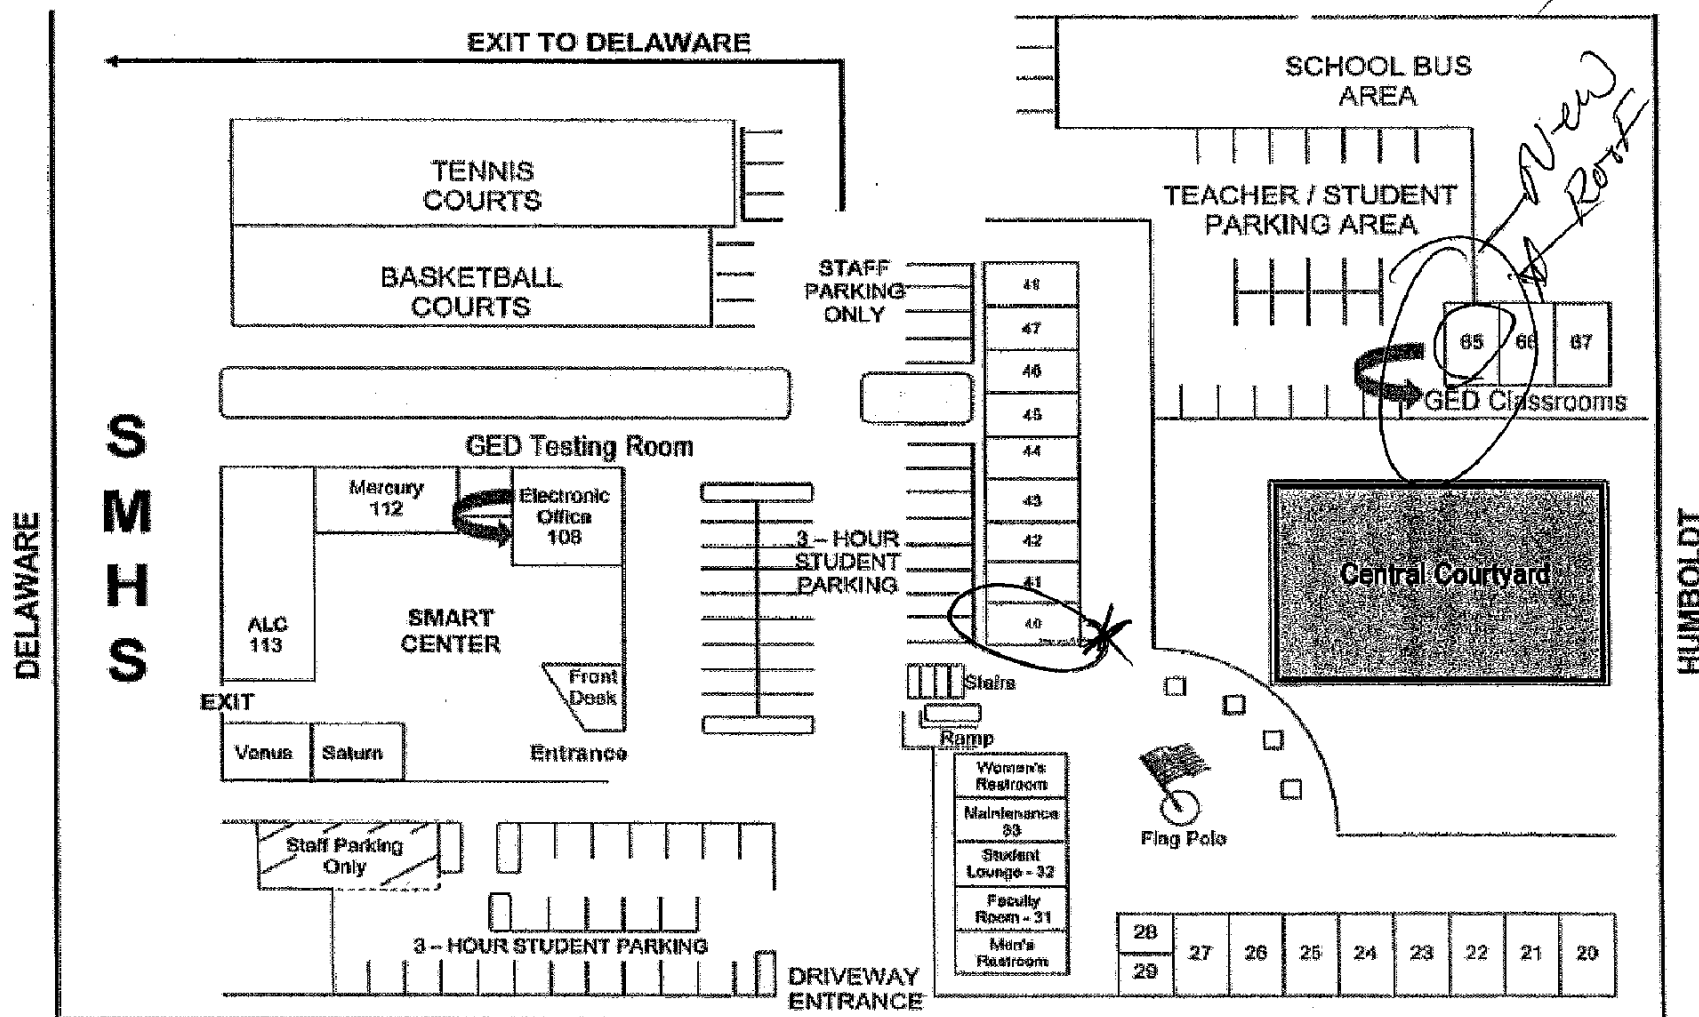 EXIT TO DELAWARE
SCHOOL BUS
AREA
New
Roof
TENNIS
COURTS
TEACHER / STUDENT
PARKING AREA
BASKETBALL
COURTS
STAFF
PARKING
ONLY
48
47
46
45
44
43
42
41
40
65
66
67
GED Classrooms
S
M
H
S
DELAWARE
GED Testing Room
Mercury
112
Electronic
Office
108
3 – HOUR
STUDENT
PARKING
ALC
113
SMART
CENTER
Front
Desk
EXIT
Venus
Saturn
Entrance
Stairs
Ramp
Central Courtyard
HUMBOLDT
Women's
Restroom
Maintenance
33
Student
Lounge - 32
Faculty
Room - 31
Men's
Restroom
Flag Pole
Staff Parking
Only
3 – HOUR STUDENT PARKING
DRIVEWAY
ENTRANCE
28
29
27
26
25
24
23
22
21
20